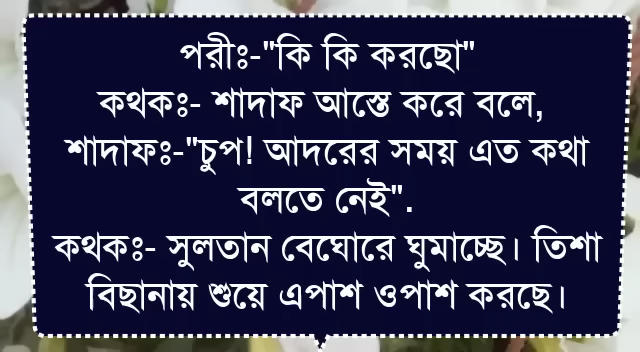 পরীঃ-"কি কি করছো"
কথকঃ- শাদাফ আস্তে করে বলে,
শাদাফঃ-"চুপ! আদরের সময় এত কথা
বলতে নেই".
কথকঃ- সুলতান বেঘোরে ঘুমাচ্ছে। তিশা
বিছানায় শুয়ে এপাশ ওপাশ করছে।